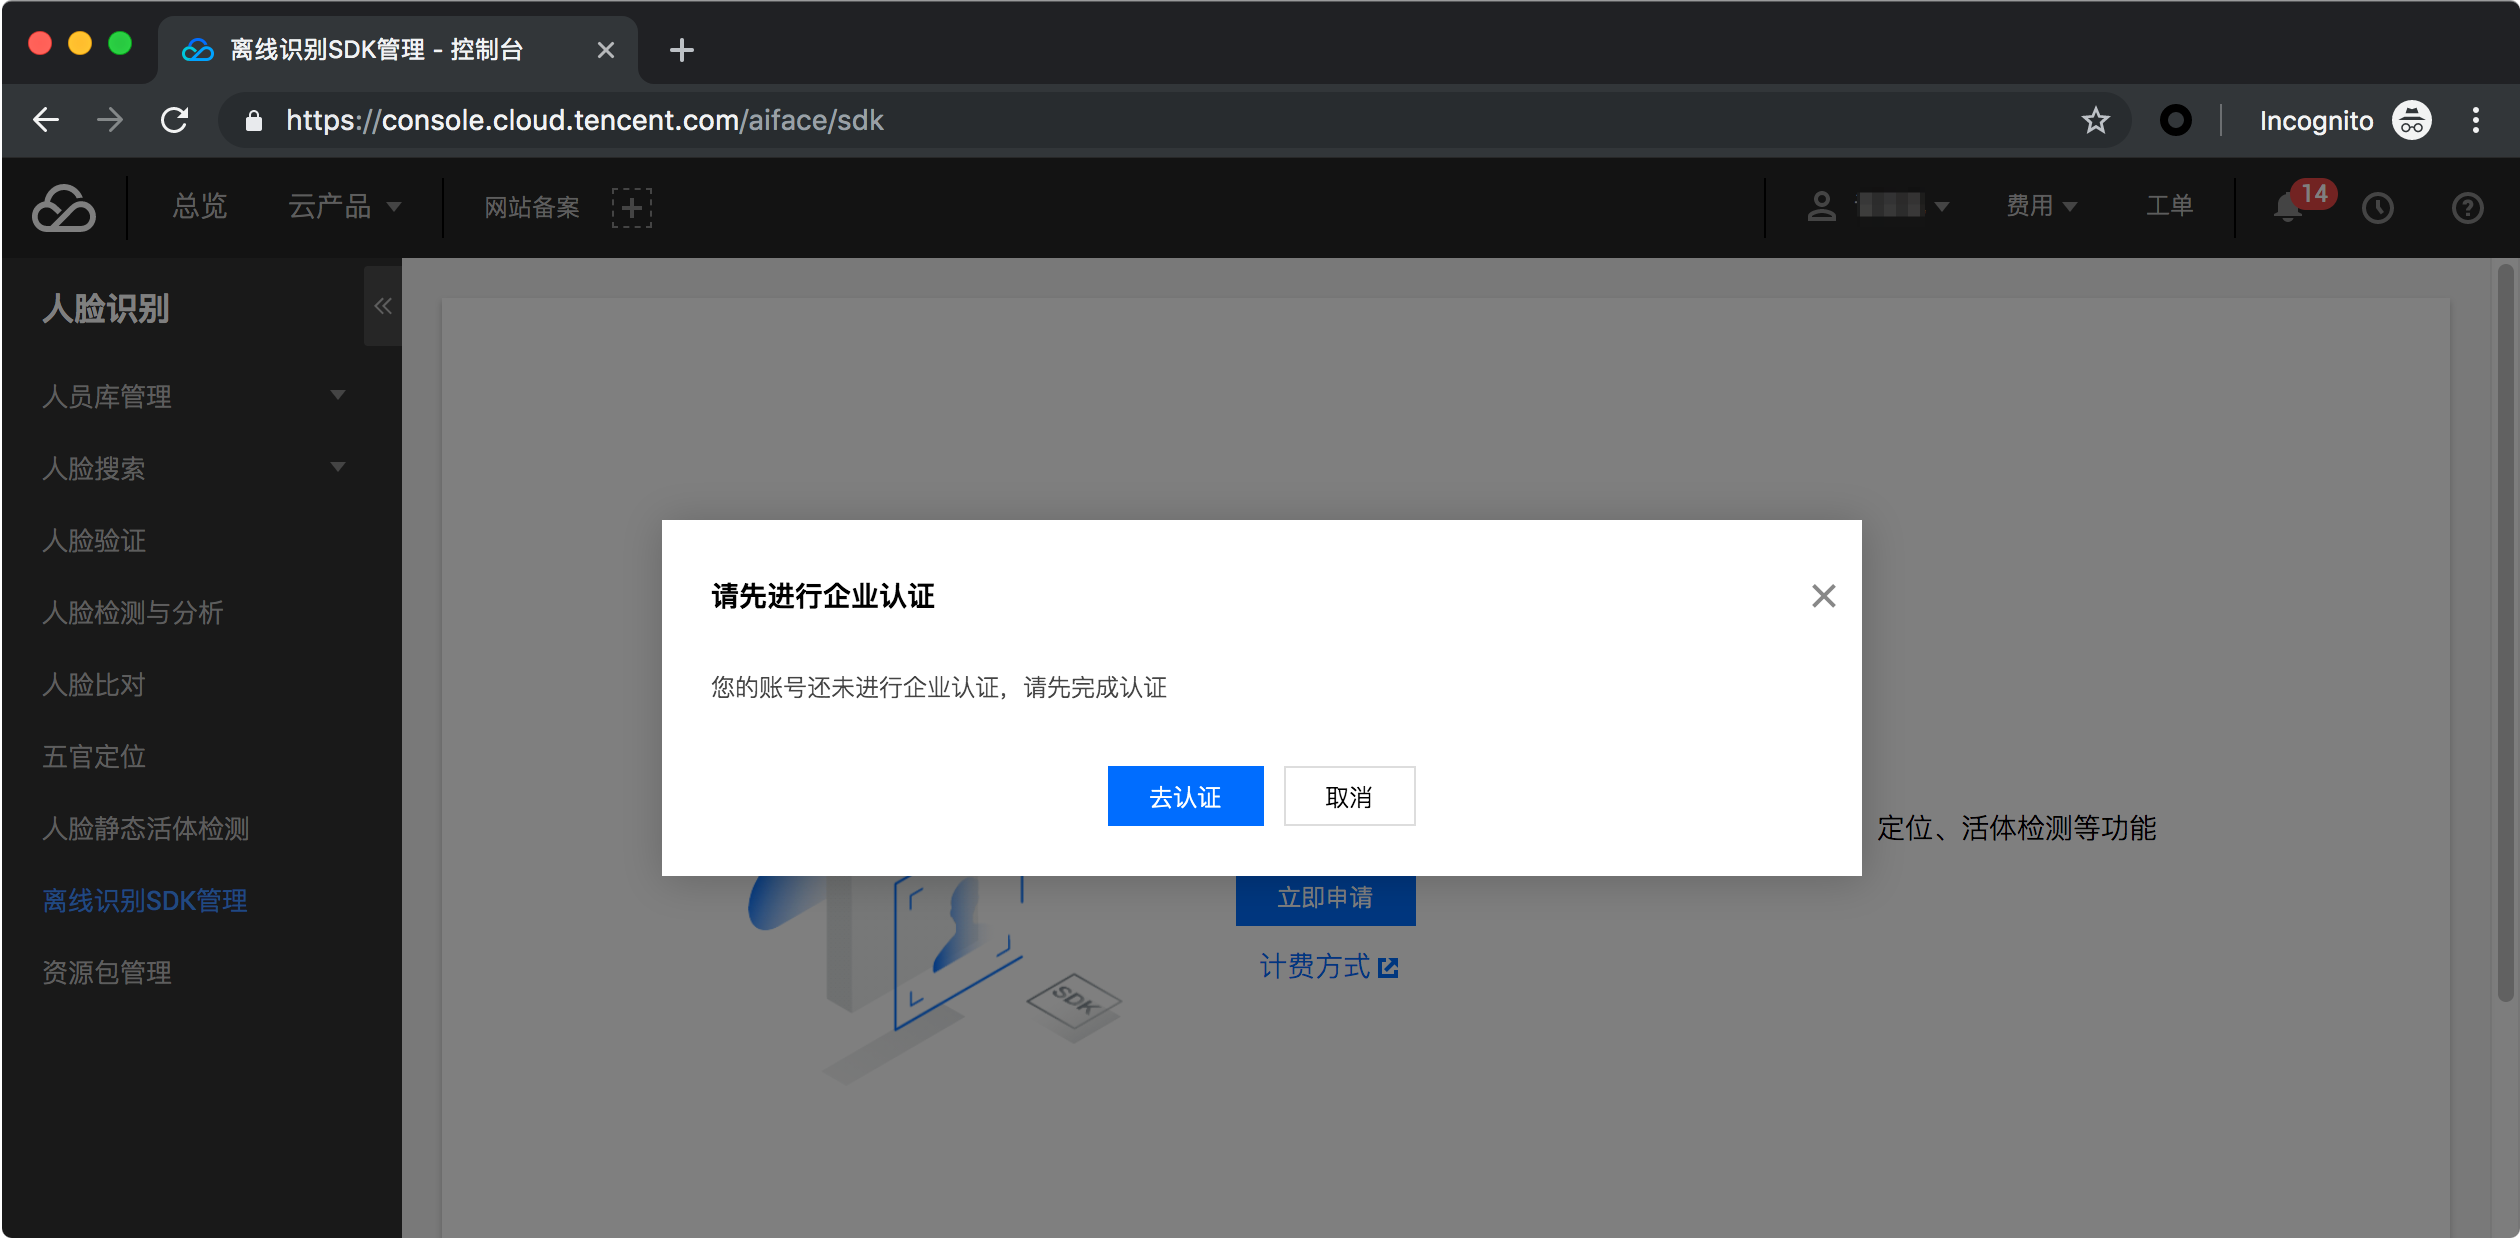 离线识别SDK管理 - 控制台
https://console.cloud.tencent.com/aiface/sdk
Incognito
总览
云产品
网站备案
费用
工单
14
人脸识别
人员库管理
人脸搜索
人脸验证
人脸检测与分析
人脸比对
五官定位
人脸静态活体检测
离线识别SDK管理
资源包管理
请先进行企业认证
您的账号还未进行企业认证，请先完成认证
去认证
取消
定位、活体检测等功能
立即申请
计费方式
SDK